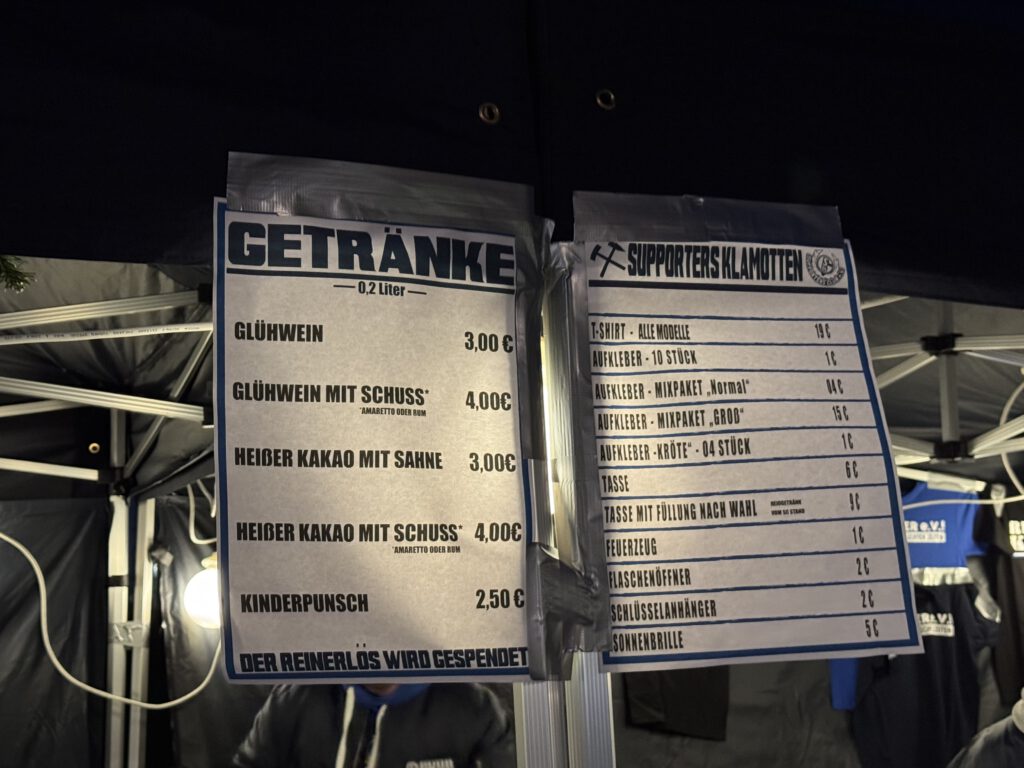 GETRÄNKE
0,2 Liter
GLÜHWEIN 3,00 €
GLÜHWEIN MIT SCHUSS* 4,00€
*AMARETTO ODER RUM
HEIßER KAKAO MIT SAHNE 3,00€
HEIßER KAKAO MIT SCHUSS* 4,00€
*AMARETTO ODER RUM
KINDERPUNSCH 2,50 €
DER REINERLÖS WIRD GESPENDET
SUPPORTERS KLAMOTTEN
T-SHIRT - ALLE MODELLE 19 €
AUFKLEBER - 10 STÜCK 1 €
AUFKLEBER - MIXPAKET „Normal“ 04 €
AUFKLEBER - MIXPAKET „GROß“ 15 €
AUFKLEBER -KRÖTE“ - 04 STÜCK 1 €
TASSE 6 €
TASSE MIT FÜLLUNG NACH WAHL HEIßGETRÄNK 9 €
VOM SC STAND
FEUERZEUG 1 €
FLASCHENÖFFNER 2 €
SCHLÜSSELANHÄNGER 2 €
SONNENBRILLE 5 €